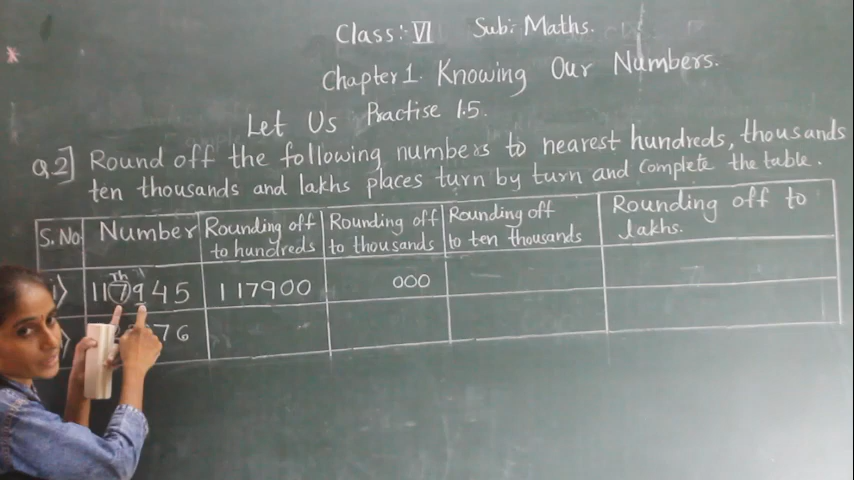 Class:- VI Sub:- Maths.
Chapter 1. Knowing Our Numbers.
Let Us Practise 1.5.
Q.2] Round off the following numbers to nearest hundreds, thousands
ten thousands and lakhs places turn by turn and complete the table.
S.No Number Rounding off to hundreds Rounding off to thousands Rounding off to ten thousands Rounding off to lakhs.
Th
117945 117900 000
76